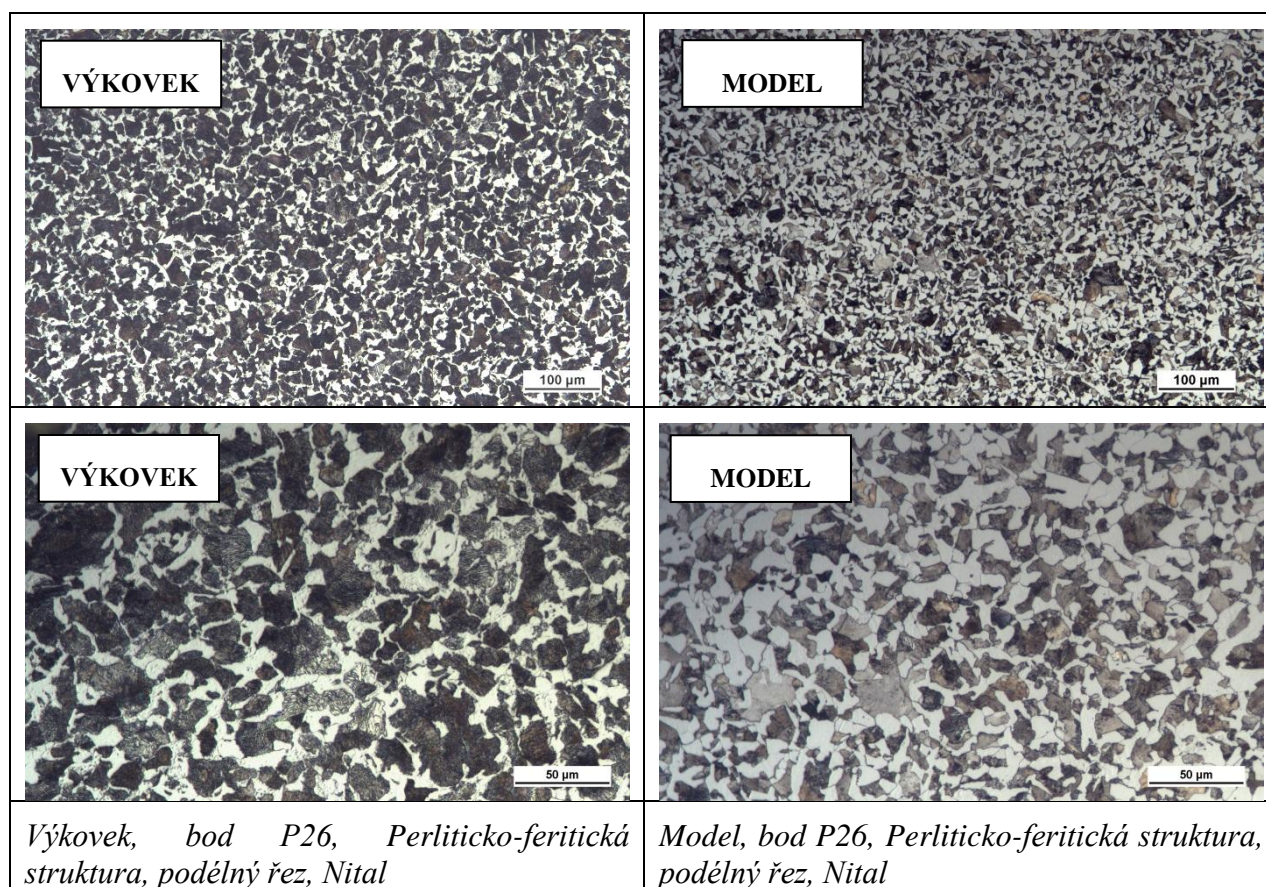 VÝKOVEK
MODEL
100 µm
100 µm
VÝKOVEK
MODEL
50 µm
50 µm
Výkovek, bod P26, Perliticko-feritická
struktura, podélný řez, Nital
Model, bod P26, Perliticko-feritická struktura,
podélný řez, Nital